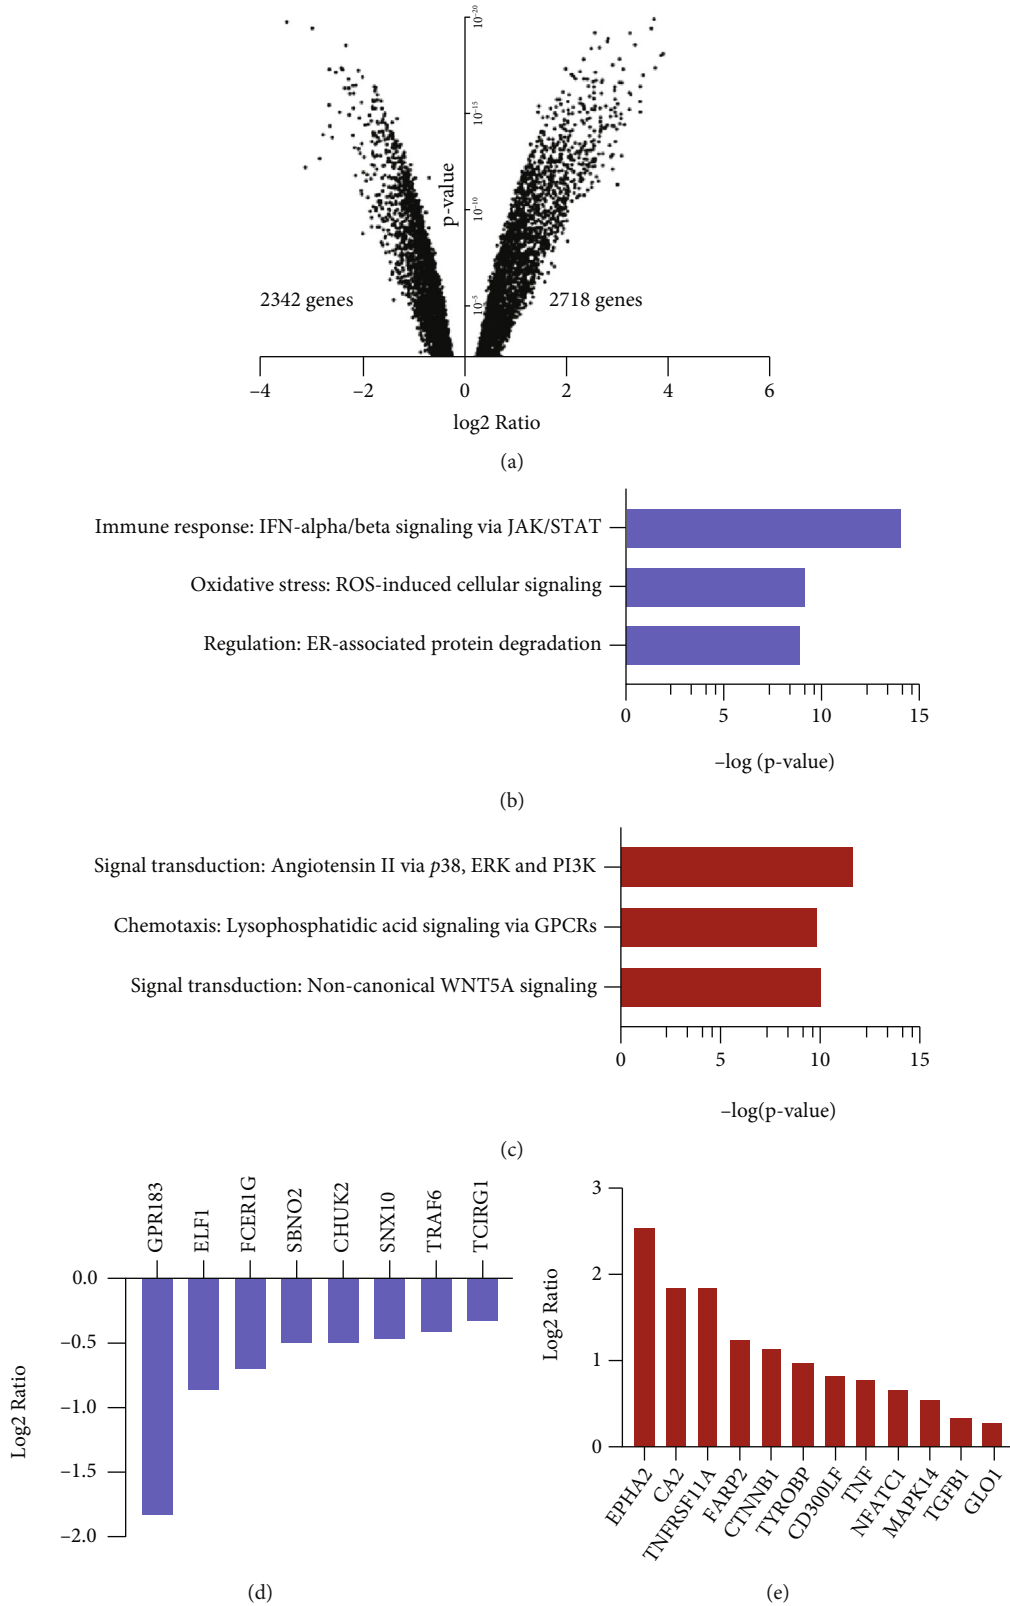 10⁻²⁰
10⁻¹⁵
p-value
10⁻¹⁰
10⁻⁵
2342 genes
2718 genes
–4
–2
0
2
4
6
log2 Ratio
(a)
Immune response: IFN-alpha/beta signaling via JAK/STAT
Oxidative stress: ROS-induced cellular signaling
Regulation: ER-associated protein degradation
0
5
10
15
–log (p-value)
(b)
Signal transduction: Angiotensin II via p38, ERK and PI3K
Chemotaxis: Lysophosphatidic acid signaling via GPCRs
Signal transduction: Non-canonical WNT5A signaling
0
5
10
15
–log(p-value)
(c)
GPR183
ELF1
FCER1G
SBNO2
CHUK2
SNX10
TRAF6
TCIRG1
0.0
–0.5
–1.0
–1.5
–2.0
Log2 Ratio
(d)
3
2
1
0
Log2 Ratio
EPHA2
CA2
TNFRSF11A
FARP2
CTNNB1
TYROBP
CD300LF
TNF
NFATC1
MAPK14
TGFB1
GLO1
(e)